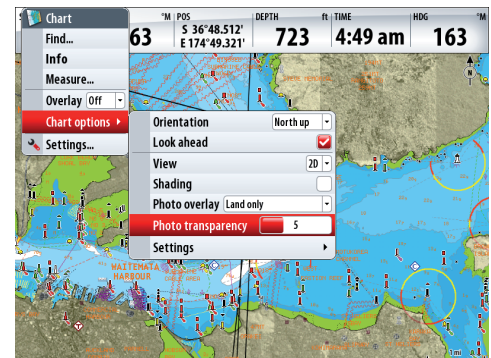 Chart
Find...
Info
Measure...
Overlay Off
Chart options
Settings...
°M
63
POS
S 36°48.512'
E 174°49.321'
DEPTH ft
723
TIME
4:49 am
HDG °M
163
N
Orientation North up
Look ahead
View 2D
Shading
Photo overlay Land only
Photo transparency 5
Settings
WAITEMATA
HARBOUR
1mi